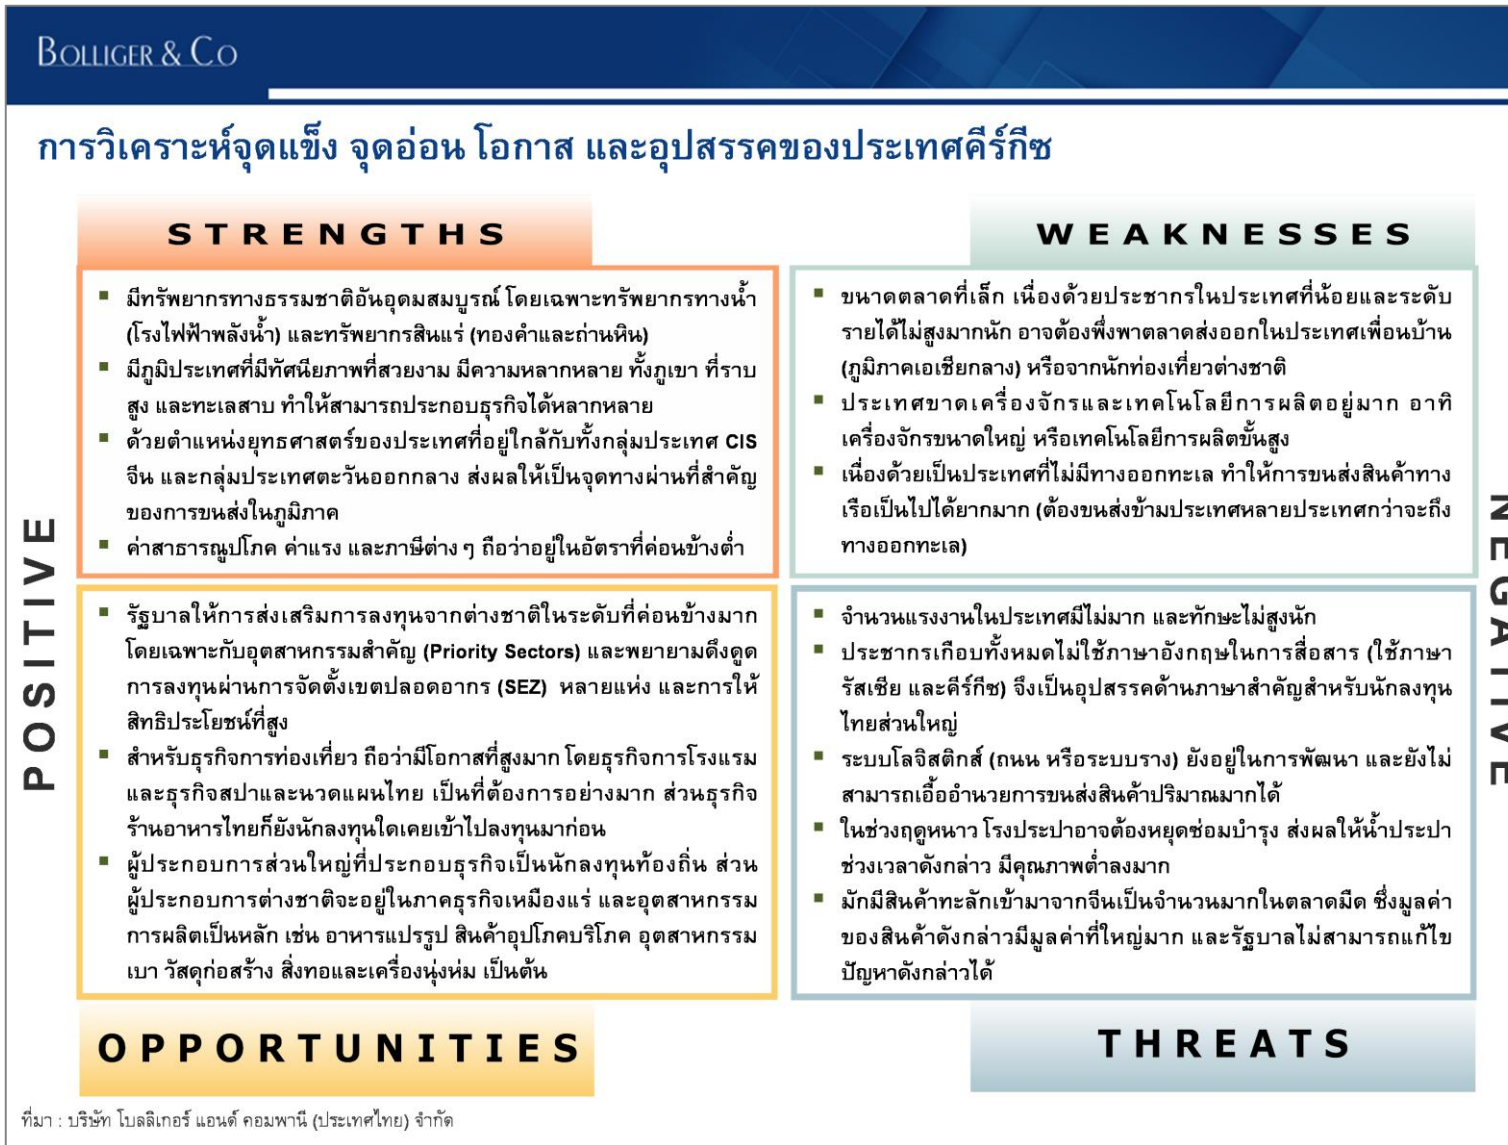 BOLLIGER & CO
การวิเคราะห์จุดแข็ง จุดอ่อน โอกาส และอุปสรรคของประเทศคีร์กีซ
STRENGTHS
▪ มีทรัพยากรทางธรรมชาติอันอุดมสมบูรณ์ โดยเฉพาะทรัพยากรทางน้ำ
(โรงไฟฟ้าพลังน้ำ) และทรัพยากรสินแร่ (ทองคำและถ่านหิน)
▪ มีภูมิประเทศที่มีทัศนียภาพที่สวยงาม มีความหลากหลาย ทั้งภูเขา ที่ราบ
สูง และทะเลสาบ ทำให้สามารถประกอบธุรกิจได้หลากหลาย
▪ ด้วยตำแหน่งยุทธศาสตร์ของประเทศที่อยู่ใกล้กับทั้งกลุ่มประเทศ CIS
จีน และกลุ่มประเทศตะวันออกกลาง ส่งผลให้เป็นจุดทางผ่านที่สำคัญ
ของการขนส่งในภูมิภาค
▪ ค่าสาธารณูปโภค ค่าแรง และภาษีต่าง ๆ ถือว่าอยู่ในอัตราที่ค่อนข้างต่ำ
WEAKNESSES
▪ ขนาดตลาดที่เล็ก เนื่องด้วยประชากรในประเทศที่น้อยและระดับ
รายได้ไม่สูงมากนัก อาจต้องพึ่งพาตลาดส่งออกในประเทศเพื่อนบ้าน
(ภูมิภาคเอเชียกลาง) หรือจากนักท่องเที่ยวต่างชาติ
▪ ประเทศขาดเครื่องจักรและเทคโนโลยีการผลิตอยู่มาก อาทิ
เครื่องจักรขนาดใหญ่ หรือเทคโนโลยีการผลิตขั้นสูง
▪ เนื่องด้วยเป็นประเทศที่ไม่มีทางออกทะเล ทำให้การขนส่งสินค้าทาง
เรือเป็นไปได้ยากมาก (ต้องขนส่งข้ามประเทศหลายประเทศกว่าจะถึง
ทางออกทะเล)
POSITIVE
NEGATIVE
▪ รัฐบาลให้การส่งเสริมการลงทุนจากต่างชาติในระดับที่ค่อนข้างมาก
โดยเฉพาะกับอุตสาหกรรมสำคัญ (Priority Sectors) และพยายามดึงดูด
การลงทุนผ่านการจัดตั้งเขตปลอดอากร (SEZ) หลายแห่ง และการให้
สิทธิประโยชน์ที่สูง
▪ สำหรับธุรกิจการท่องเที่ยว ถือว่ามีโอกาสที่สูงมาก โดยธุรกิจการโรงแรม
และธุรกิจสปาและนวดแผนไทย เป็นที่ต้องการอย่างมาก ส่วนธุรกิจ
ร้านอาหารไทยก็ยังนักลงทุนใดเคยเข้าไปลงทุนมาก่อน
▪ ผู้ประกอบการส่วนใหญ่ที่ประกอบธุรกิจเป็นนักลงทุนท้องถิ่น ส่วน
ผู้ประกอบการต่างชาติจะอยู่ในภาคธุรกิจเหมืองแร่ และอุตสาหกรรม
การผลิตเป็นหลัก เช่น อาหารแปรรูป สินค้าอุปโภคบริโภค อุตสาหกรรม
เบา วัสดุก่อสร้าง สิ่งทอและเครื่องนุ่งห่ม เป็นต้น
OPPORTUNITIES
▪ จำนวนแรงงานในประเทศมีไม่มาก และทักษะไม่สูงนัก
▪ ประชากรเกือบทั้งหมดไม่ใช้ภาษาอังกฤษในการสื่อสาร (ใช้ภาษา
รัสเซีย และคีร์กีซ) จึงเป็นอุปสรรคด้านภาษาสำคัญสำหรับนักลงทุน
ไทยส่วนใหญ่
▪ ระบบโลจิสติกส์ (ถนน หรือระบบราง) ยังอยู่ในการพัฒนา และยังไม่
สามารถเอื้ออำนวยการขนส่งสินค้าปริมาณมากได้
▪ ในช่วงฤดูหนาว โรงประปาอาจต้องหยุดซ่อมบำรุง ส่งผลให้น้ำประปา
ช่วงเวลาดังกล่าว มีคุณภาพต่ำลงมาก
▪ มักมีสินค้าทะลักเข้ามาจากจีนเป็นจำนวนมากในตลาดมืด ซึ่งมูลค่า
ของสินค้าดังกล่าวมีมูลค่าที่ใหญ่มาก และรัฐบาลไม่สามารถแก้ไข
ปัญหาดังกล่าวได้
THREATS
ที่มา : บริษัท โบลลิเกอร์ แอนด์ คอมพานี (ประเทศไทย) จำกัด